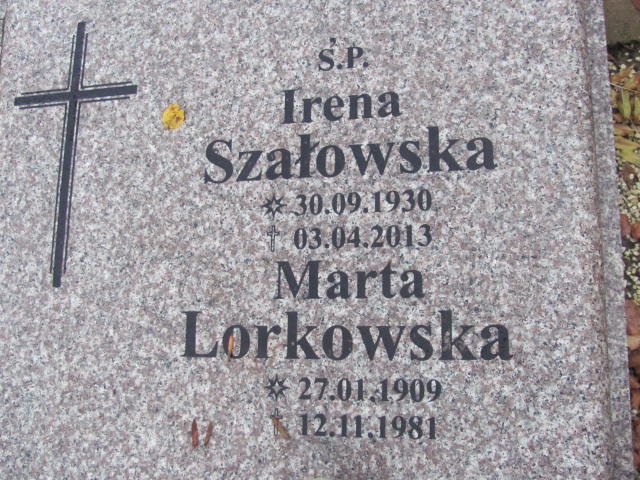 Ś.P.
Irena
Szałowska
✴ 30.09.1930
† 03.04.2013
Marta
Lorkowska
✴ 27.01.1909
† 12.11.1981